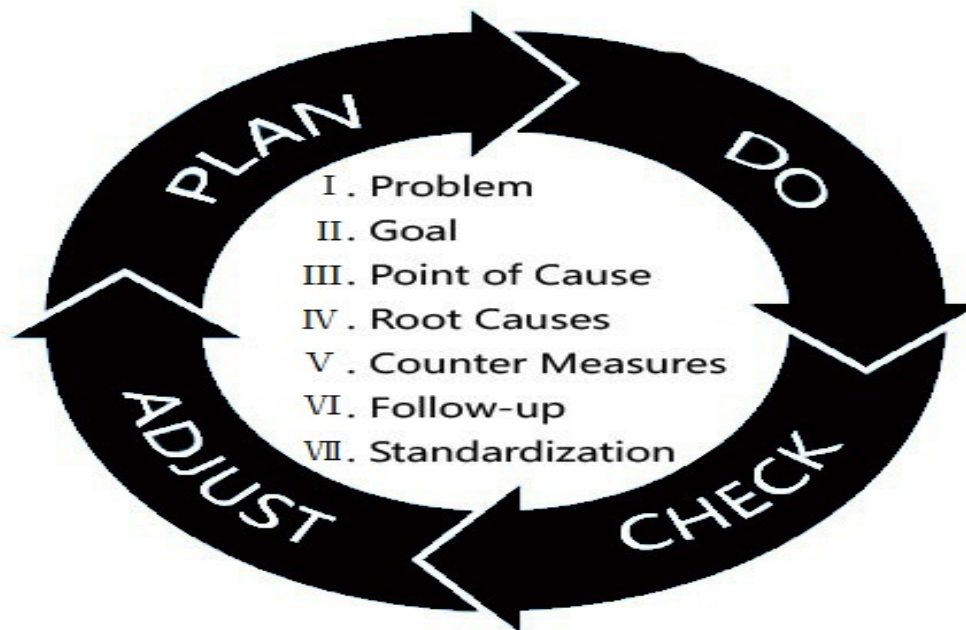 PLAN
DO
Ⅰ. Problem
Ⅱ. Goal
Ⅲ. Point of Cause
Ⅳ. Root Causes
Ⅴ. Counter Measures
Ⅵ. Follow-up
Ⅶ. Standardization
CHECK
ADJUST